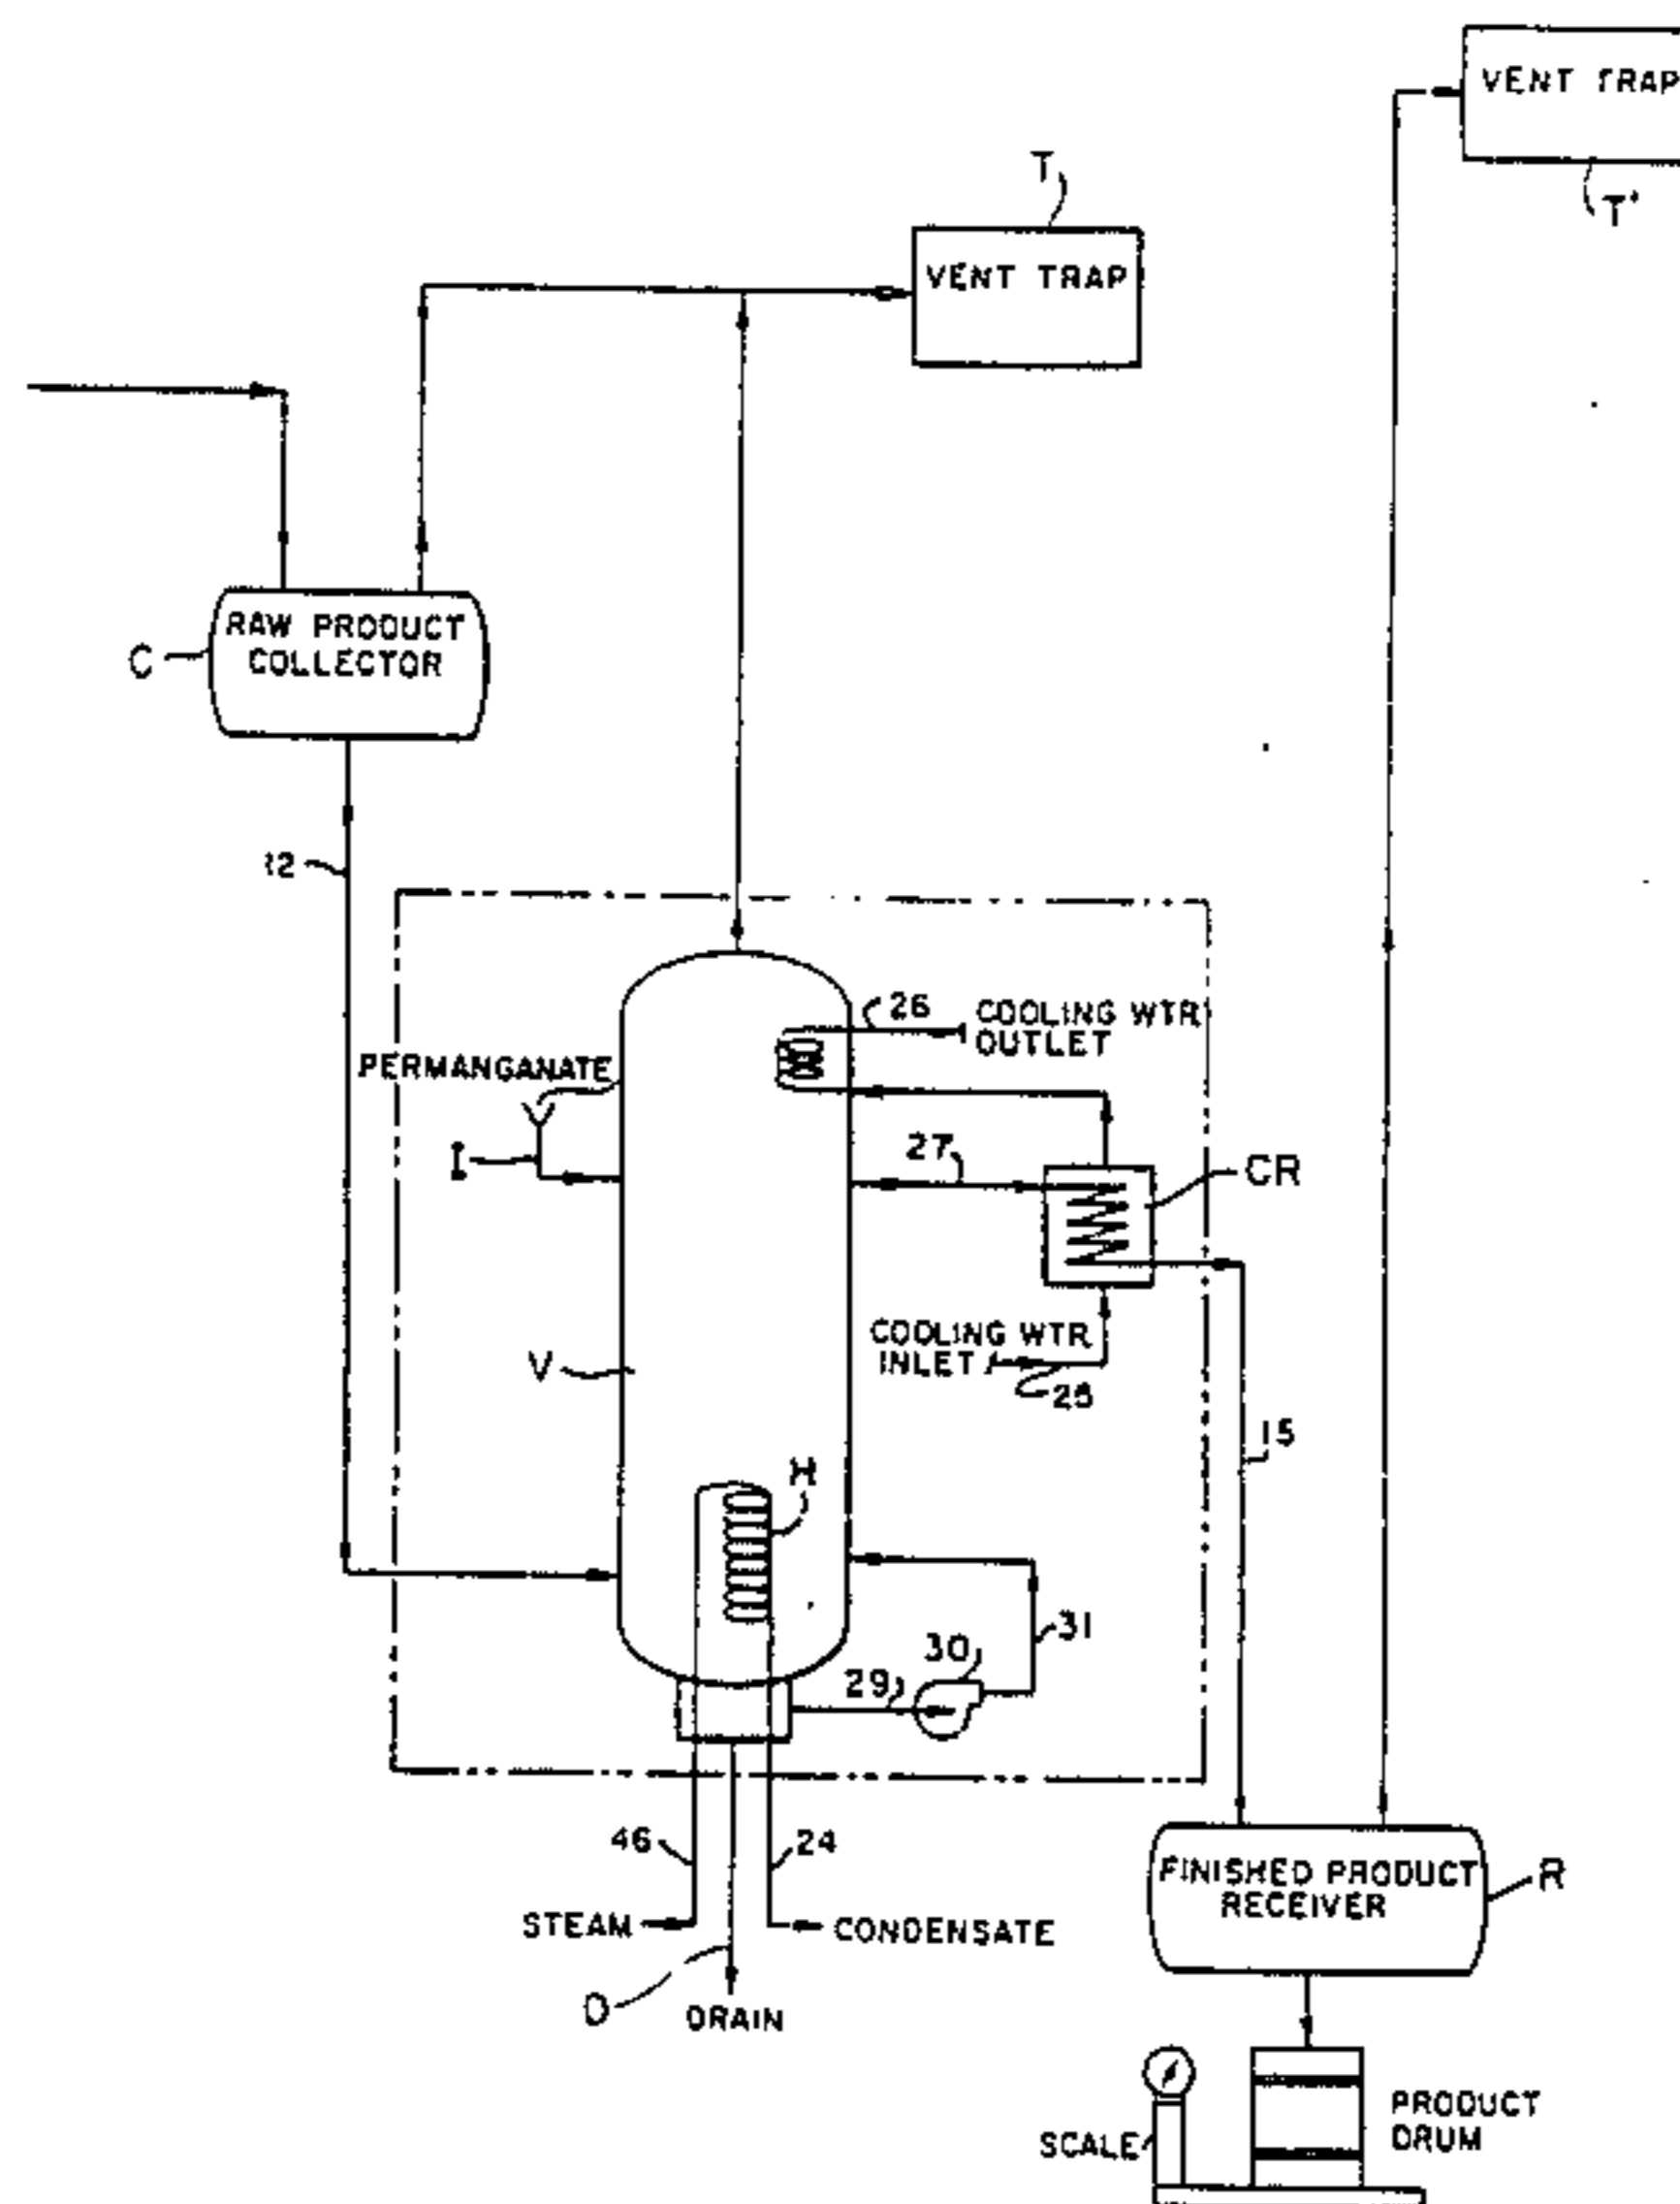 VENT TRAP
T'
T
VENT TRAP
RAW PRODUCT
COLLECTOR
C
12
26
COOLING WTR
OUTLET
PERMANGANATE
I
27
CR
COOLING WTR
INLET
V
15
H
31
30
29
46
24
FINISHED PRODUCT
RECEIVER
R
STEAM
CONDENSATE
D
DRAIN
PRODUCT
DRUM
SCALE